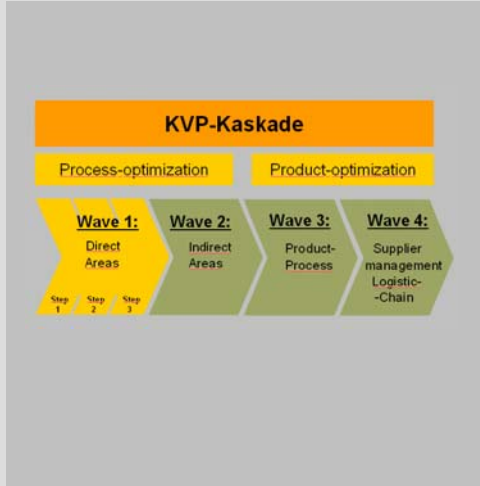 KVP-Kaskade
Process-optimization
Product-optimization
Wave 1:
Direct
Areas
Step
1
Step
2
Step
3
Wave 2:
Indirect
Areas
Wave 3:
Product-
Process
Wave 4:
Supplier
management
Logistic-
-Chain